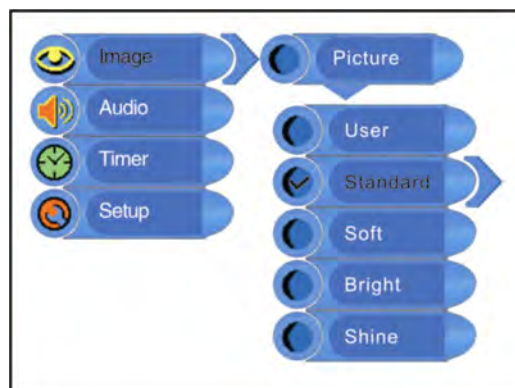 Image
Audio
Timer
Setup
Picture
User
Standard
Soft
Bright
Shine